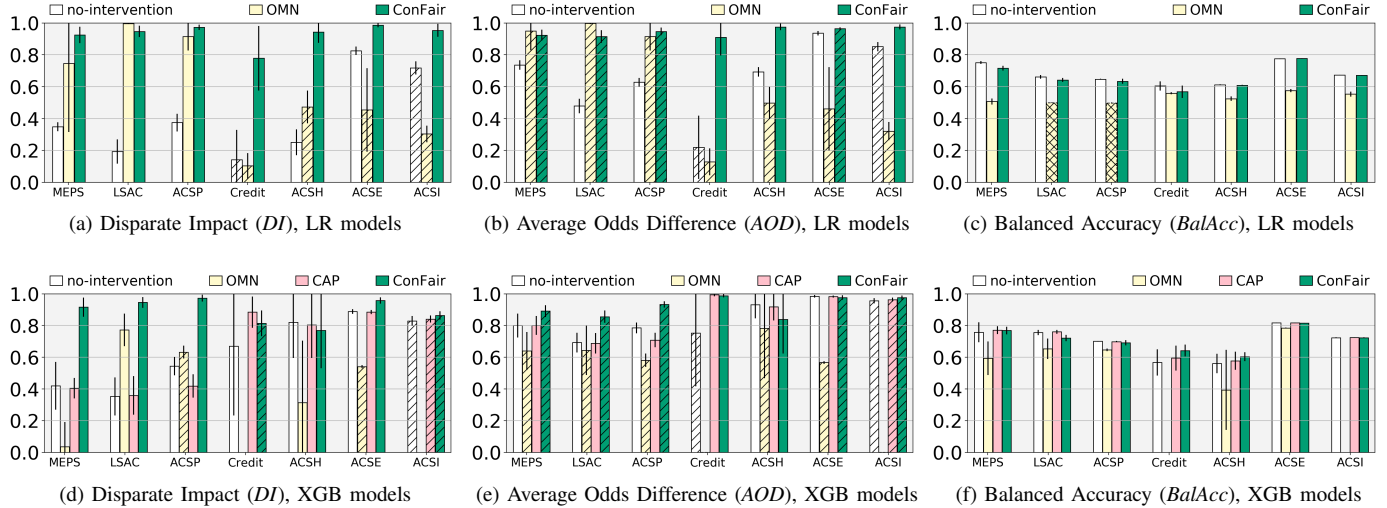 no-intervention OMN ConFair
1.0
0.8
0.6
0.4
0.2
0.0
MEPS LSAC ACSP Credit ACSH ACSE ACSI
(a) Disparate Impact (DI), LR models
no-intervention OMN ConFair
1.0
0.8
0.6
0.4
0.2
0.0
MEPS LSAC ACSP Credit ACSH ACSE ACSI
(b) Average Odds Difference (AOD), LR models
no-intervention OMN ConFair
1.0
0.8
0.6
0.4
0.2
0.0
MEPS LSAC ACSP Credit ACSH ACSE ACSI
(c) Balanced Accuracy (BalAcc), LR models
no-intervention OMN CAP ConFair
1.0
0.8
0.6
0.4
0.2
0.0
MEPS LSAC ACSP Credit ACSH ACSE ACSI
(d) Disparate Impact (DI), XGB models
no-intervention OMN CAP ConFair
1.0
0.8
0.6
0.4
0.2
0.0
MEPS LSAC ACSP Credit ACSH ACSE ACSI
(e) Average Odds Difference (AOD), XGB models
no-intervention OMN CAP ConFair
1.0
0.8
0.6
0.4
0.2
0.0
MEPS LSAC ACSP Credit ACSH ACSE ACSI
(f) Balanced Accuracy (BalAcc), XGB models